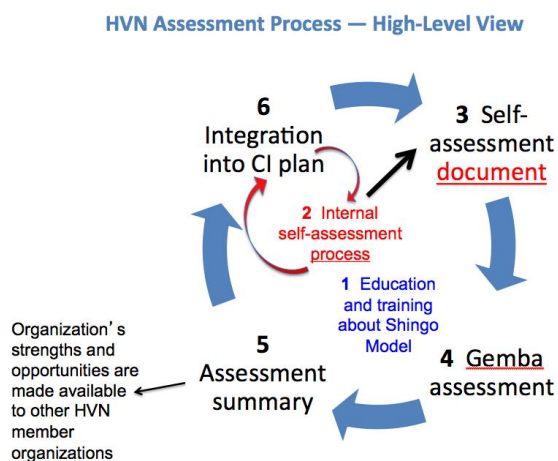 HVN Assessment Process — High-Level View
6
Integration
into CI plan
3 Self-
assessment
document
2 Internal
self-assessment
process
1 Education
and training
about Shingo
Model
4 Gemba
assessment
5
Assessment
summary
Organization's
strengths and
opportunities are
made available
to other HVN
member
organizations